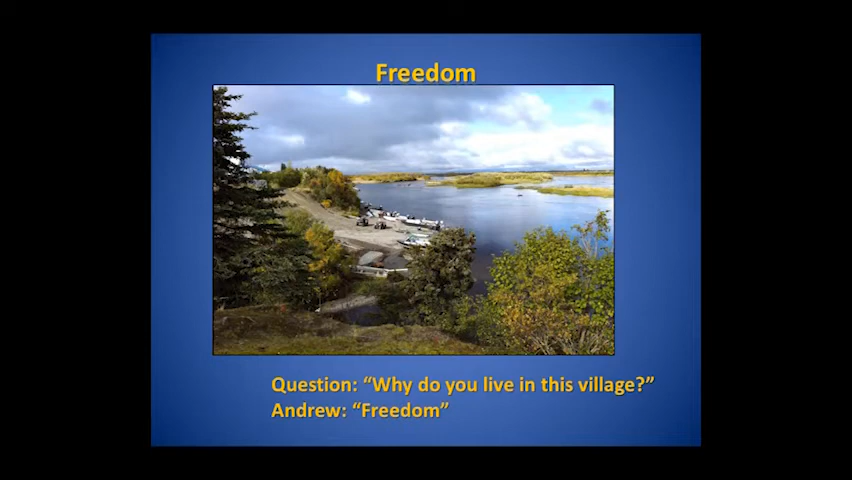 Freedom
Question: “Why do you live in this village?”
Andrew: “Freedom”